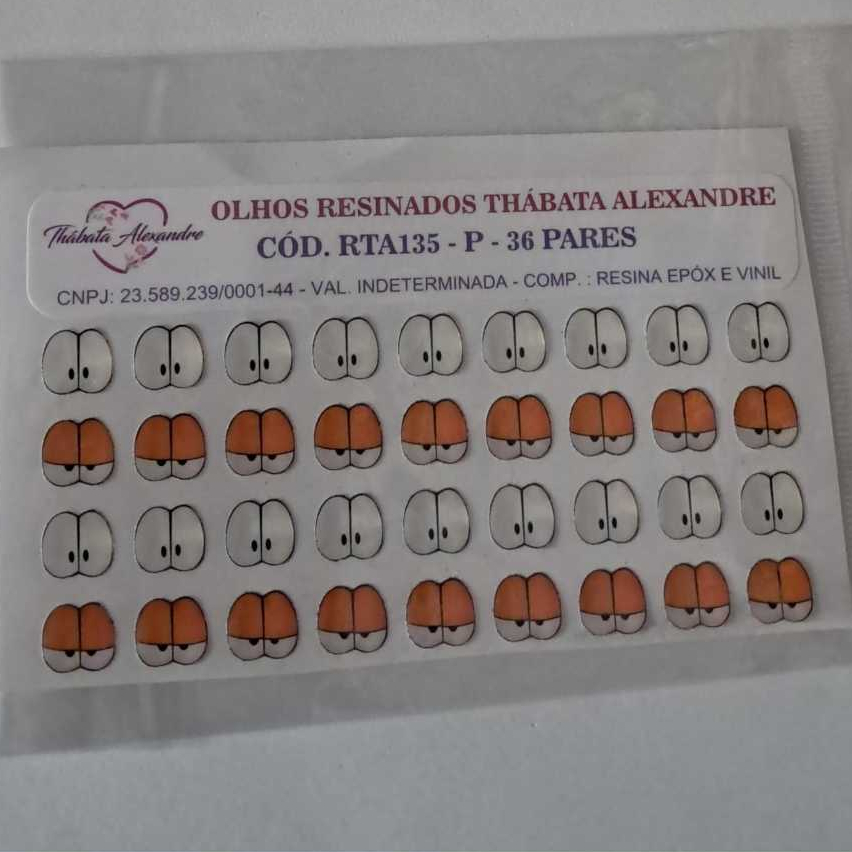 Thábata Alexandre
OLHOS RESINADOS THÁBATA ALEXANDRE
CÓD. RTA135 - P - 36 PARES
CNPJ: 23.589.239/0001-44 - VAL. INDETERMINADA - COMP. : RESINA EPÓX E VINIL